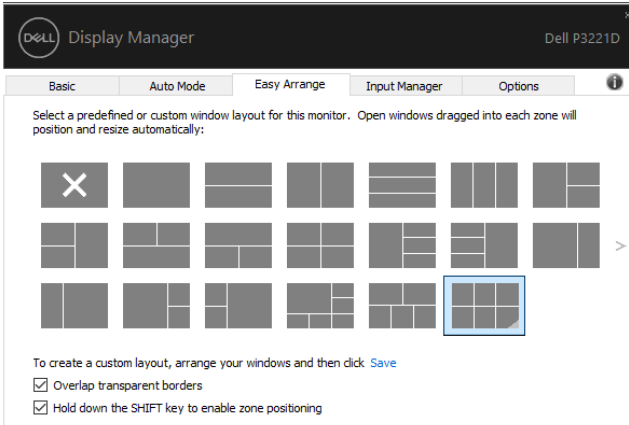 DELL Display Manager Dell P3221D
Basic Auto Mode Easy Arrange Input Manager Options
Select a predefined or custom window layout for this monitor. Open windows dragged into each zone will
position and resize automatically:
To create a custom layout, arrange your windows and then click Save
Overlap transparent borders
Hold down the SHIFT key to enable zone positioning